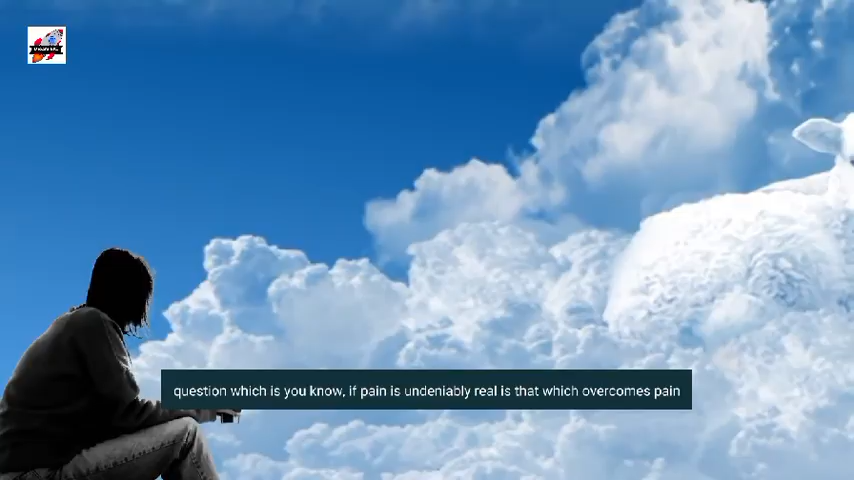 question which is you know, if pain is undeniably real is that which overcomes pain